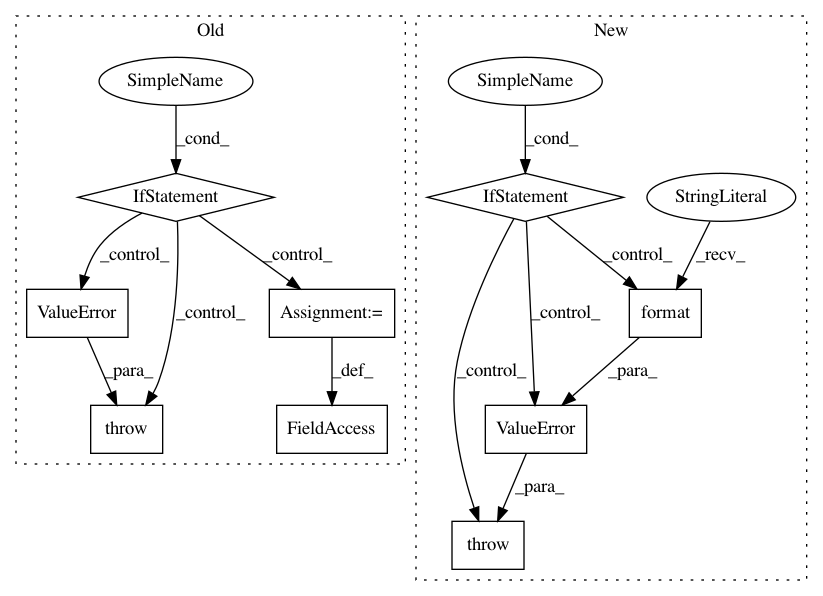 Old
New
SimpleName
SimpleName
_cond_
_cond_
IfStatement
IfStatement
StringLiteral
_control_
_control_
_control_
_recv_
ValueError
_control_
Assignment:=
_control_
format
_para_
_def_
_control_
_para_
throw
FieldAccess
ValueError
_para_
throw